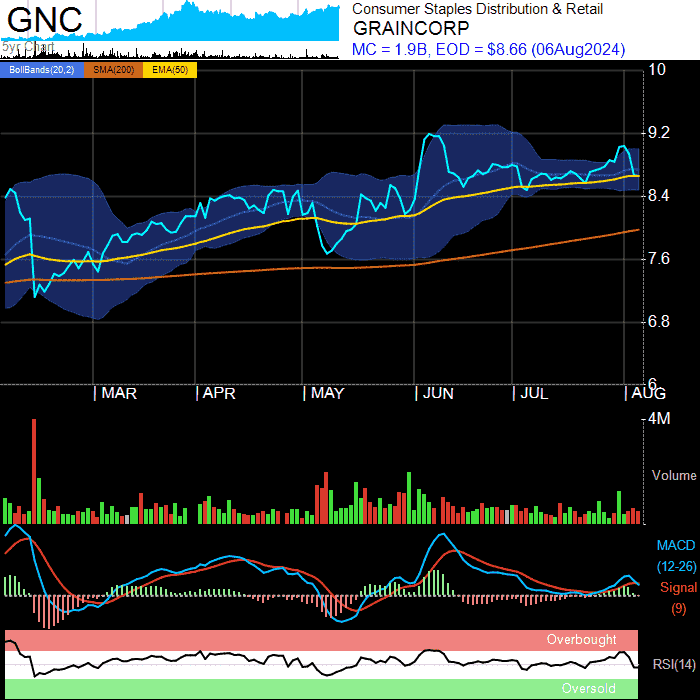 GNC
5yr Chart
Consumer Staples Distribution & Retail
GRAINCORP
MC = 1.9B, EOD = $8.66 (06Aug2024)
BollBands(20,2) SMA(200) EMA(50)
10
9.2
8.4
7.6
6.8
6
MAR APR MAY JUN JUL AUG
4M
Volume
MACD
(12-26)
Signal
(9)
Overbought
RSI(14)
Oversold